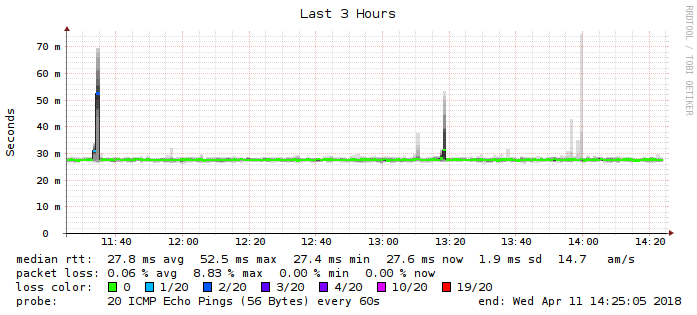 Last 3 Hours
RRDTOOL / TOBI OETIKER
Seconds
70 m
60 m
50 m
40 m
30 m
20 m
10 m
0
11:40 12:00 12:20 12:40 13:00 13:20 13:40 14:00 14:20
median rtt: 27.8 ms avg 52.5 ms max 27.4 ms min 27.6 ms now 1.9 ms sd 14.7 am/s
packet loss: 0.06 % avg 8.83 % max 0.00 % min 0.00 % now
loss color: 0 1/20 2/20 3/20 4/20 10/20 19/20
probe: 20 ICMP Echo Pings (56 Bytes) every 60s end: Wed Apr 11 14:25:05 2018